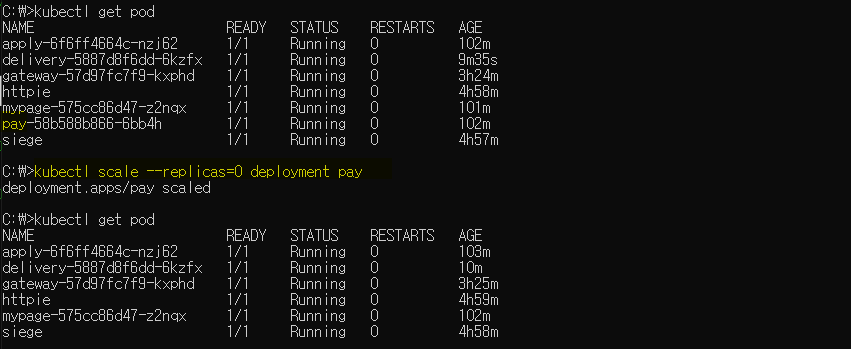 C:\>kubectl get pod
NAME READY STATUS RESTARTS AGE
apply-6f6ff4664c-nzj62 1/1 Running 0 102m
delivery-5887d8f6dd-6kzfx 1/1 Running 0 9m35s
gateway-57d97fc7f9-kxphd 1/1 Running 0 3h24m
httpie 1/1 Running 0 4h58m
mypage-575cc86d47-z2nqx 1/1 Running 0 101m
pay-58b588b866-6bb4h 1/1 Running 0 102m
siege 1/1 Running 0 4h57m
C:\>kubectl scale --replicas=0 deployment pay
deployment.apps/pay scaled
C:\>kubectl get pod
NAME READY STATUS RESTARTS AGE
apply-6f6ff4664c-nzj62 1/1 Running 0 103m
delivery-5887d8f6dd-6kzfx 1/1 Running 0 10m
gateway-57d97fc7f9-kxphd 1/1 Running 0 3h25m
httpie 1/1 Running 0 4h59m
mypage-575cc86d47-z2nqx 1/1 Running 0 102m
siege 1/1 Running 0 4h58m